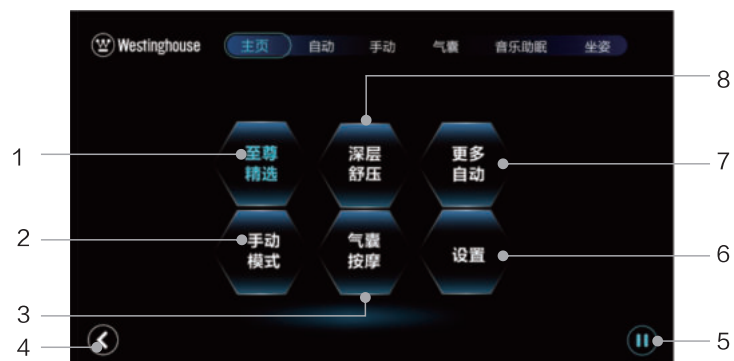 Westinghouse 主页 自动 手动 气囊 音乐助眠 坐姿
8
至尊 深层 更多
1 7
精选 舒压 自动
2 手动 气囊
设置 6
模式 按摩
3
4 5